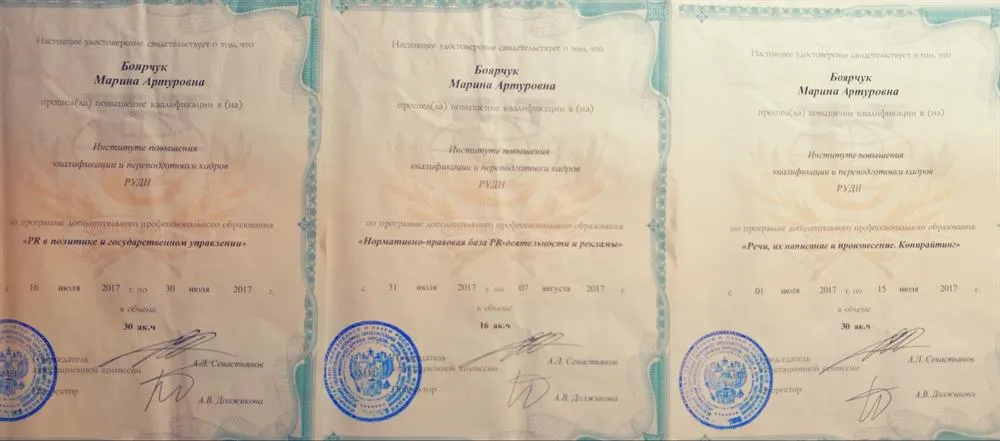 Настоящее удостоверение свидетельствует о том, что
Боярчук
Марина Артуровна
прошел(ла) повышение квалификации в (на)
Институте повышения
квалификации и переподготовки кадров
РУДН
по программе дополнительного профессионального образования
«PR в политике и государственном управлении»
с 16 июля 2017 г. по 30 июля 2017 г.
в объеме
30 ак.ч
аттестационной комиссии
А.Л. Севастьянов
А.В. Должикова
Настоящее удостоверение свидетельствует о том, что
Боярчук
Марина Артуровна
прошел(ла) повышение квалификации в (на)
Институте повышения
квалификации и переподготовки кадров
РУДН
по программе дополнительного профессионального образования
«Нормативно-правовая база PR-деятельности и рекламы»
с 31 июля 2017 г. по 07 августа 2017 г.
в объеме
16 ак.ч
А.Л. Севастьянов
А.В. Должикова
Настоящее удостоверение свидетельствует о том, что
Боярчук
Марина Артуровна
прошел(ла) повышение квалификации в (на)
Институте повышения
квалификации и переподготовки кадров
РУДН
по программе дополнительного профессионального образования
«Речи, их написание и произнесение. Копирайтинг»
с 01 июля 2017 г. по 15 июля 2017 г.
в объеме
30 ак.ч
А.Л. Севастьянов
А.В. Должикова